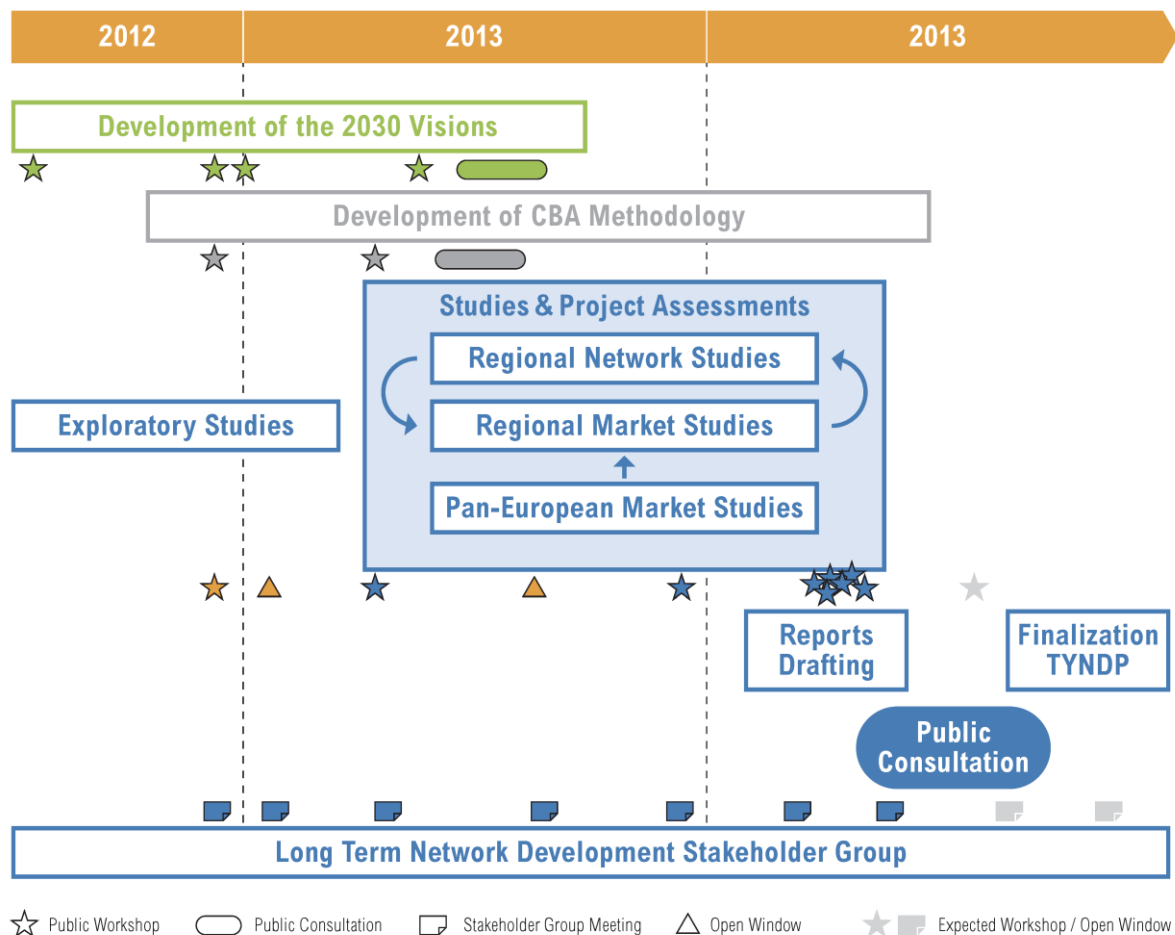 2012 2013 2013
Development of the 2030 Visions
Development of CBA Methodology
Studies & Project Assessments
Regional Network Studies
Exploratory Studies
Regional Market Studies
Pan-European Market Studies
Reports
Drafting
Finalization
TYNDP
Public
Consultation
Long Term Network Development Stakeholder Group
Public Workshop Public Consultation Stakeholder Group Meeting Open Window Expected Workshop / Open Window